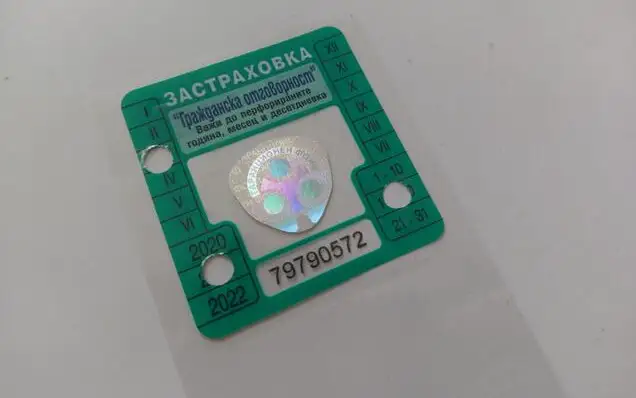 ЗАСТРАХОВКА
"Гражданска отговорност"
Важи до перфорираните
година, месец и десетдневка
I
II
IV
V
VI
2020
2022
XII
XI
X
IX
VIII
VII
1 - 10
21 - 31
ГАРАНЦИОНЕН
79790572